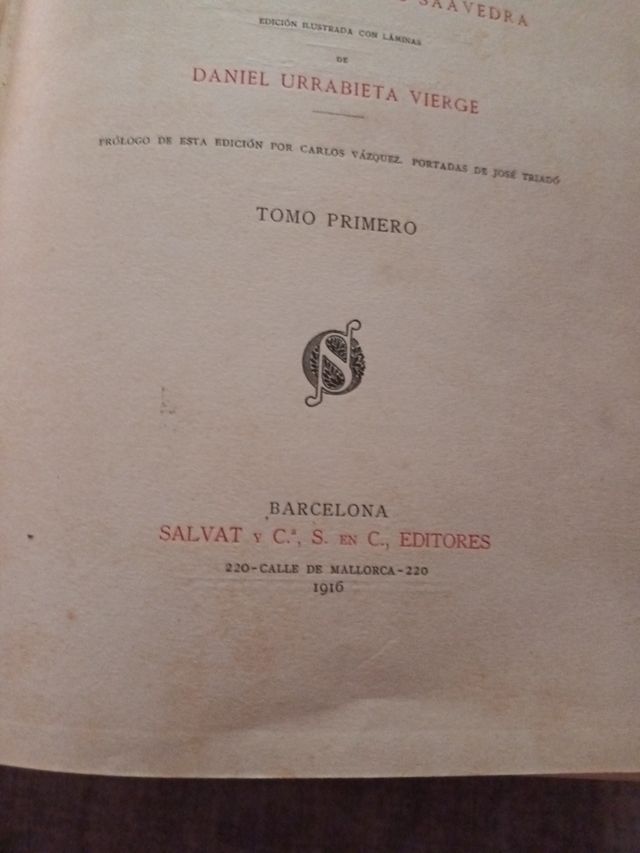 SAAVEDRA
EDICIÓN ILUSTRADA CON LÁMINAS
DE
DANIEL URRABIETA VIERGE
PRÓLOGO DE ESTA EDICIÓN POR CARLOS VÁZQUEZ. PORTADAS DE JOSÉ TRIADÓ
TOMO PRIMERO
BARCELONA
SALVAT Y C.ª, S. EN C., EDITORES
220-CALLE DE MALLORCA-220
1916